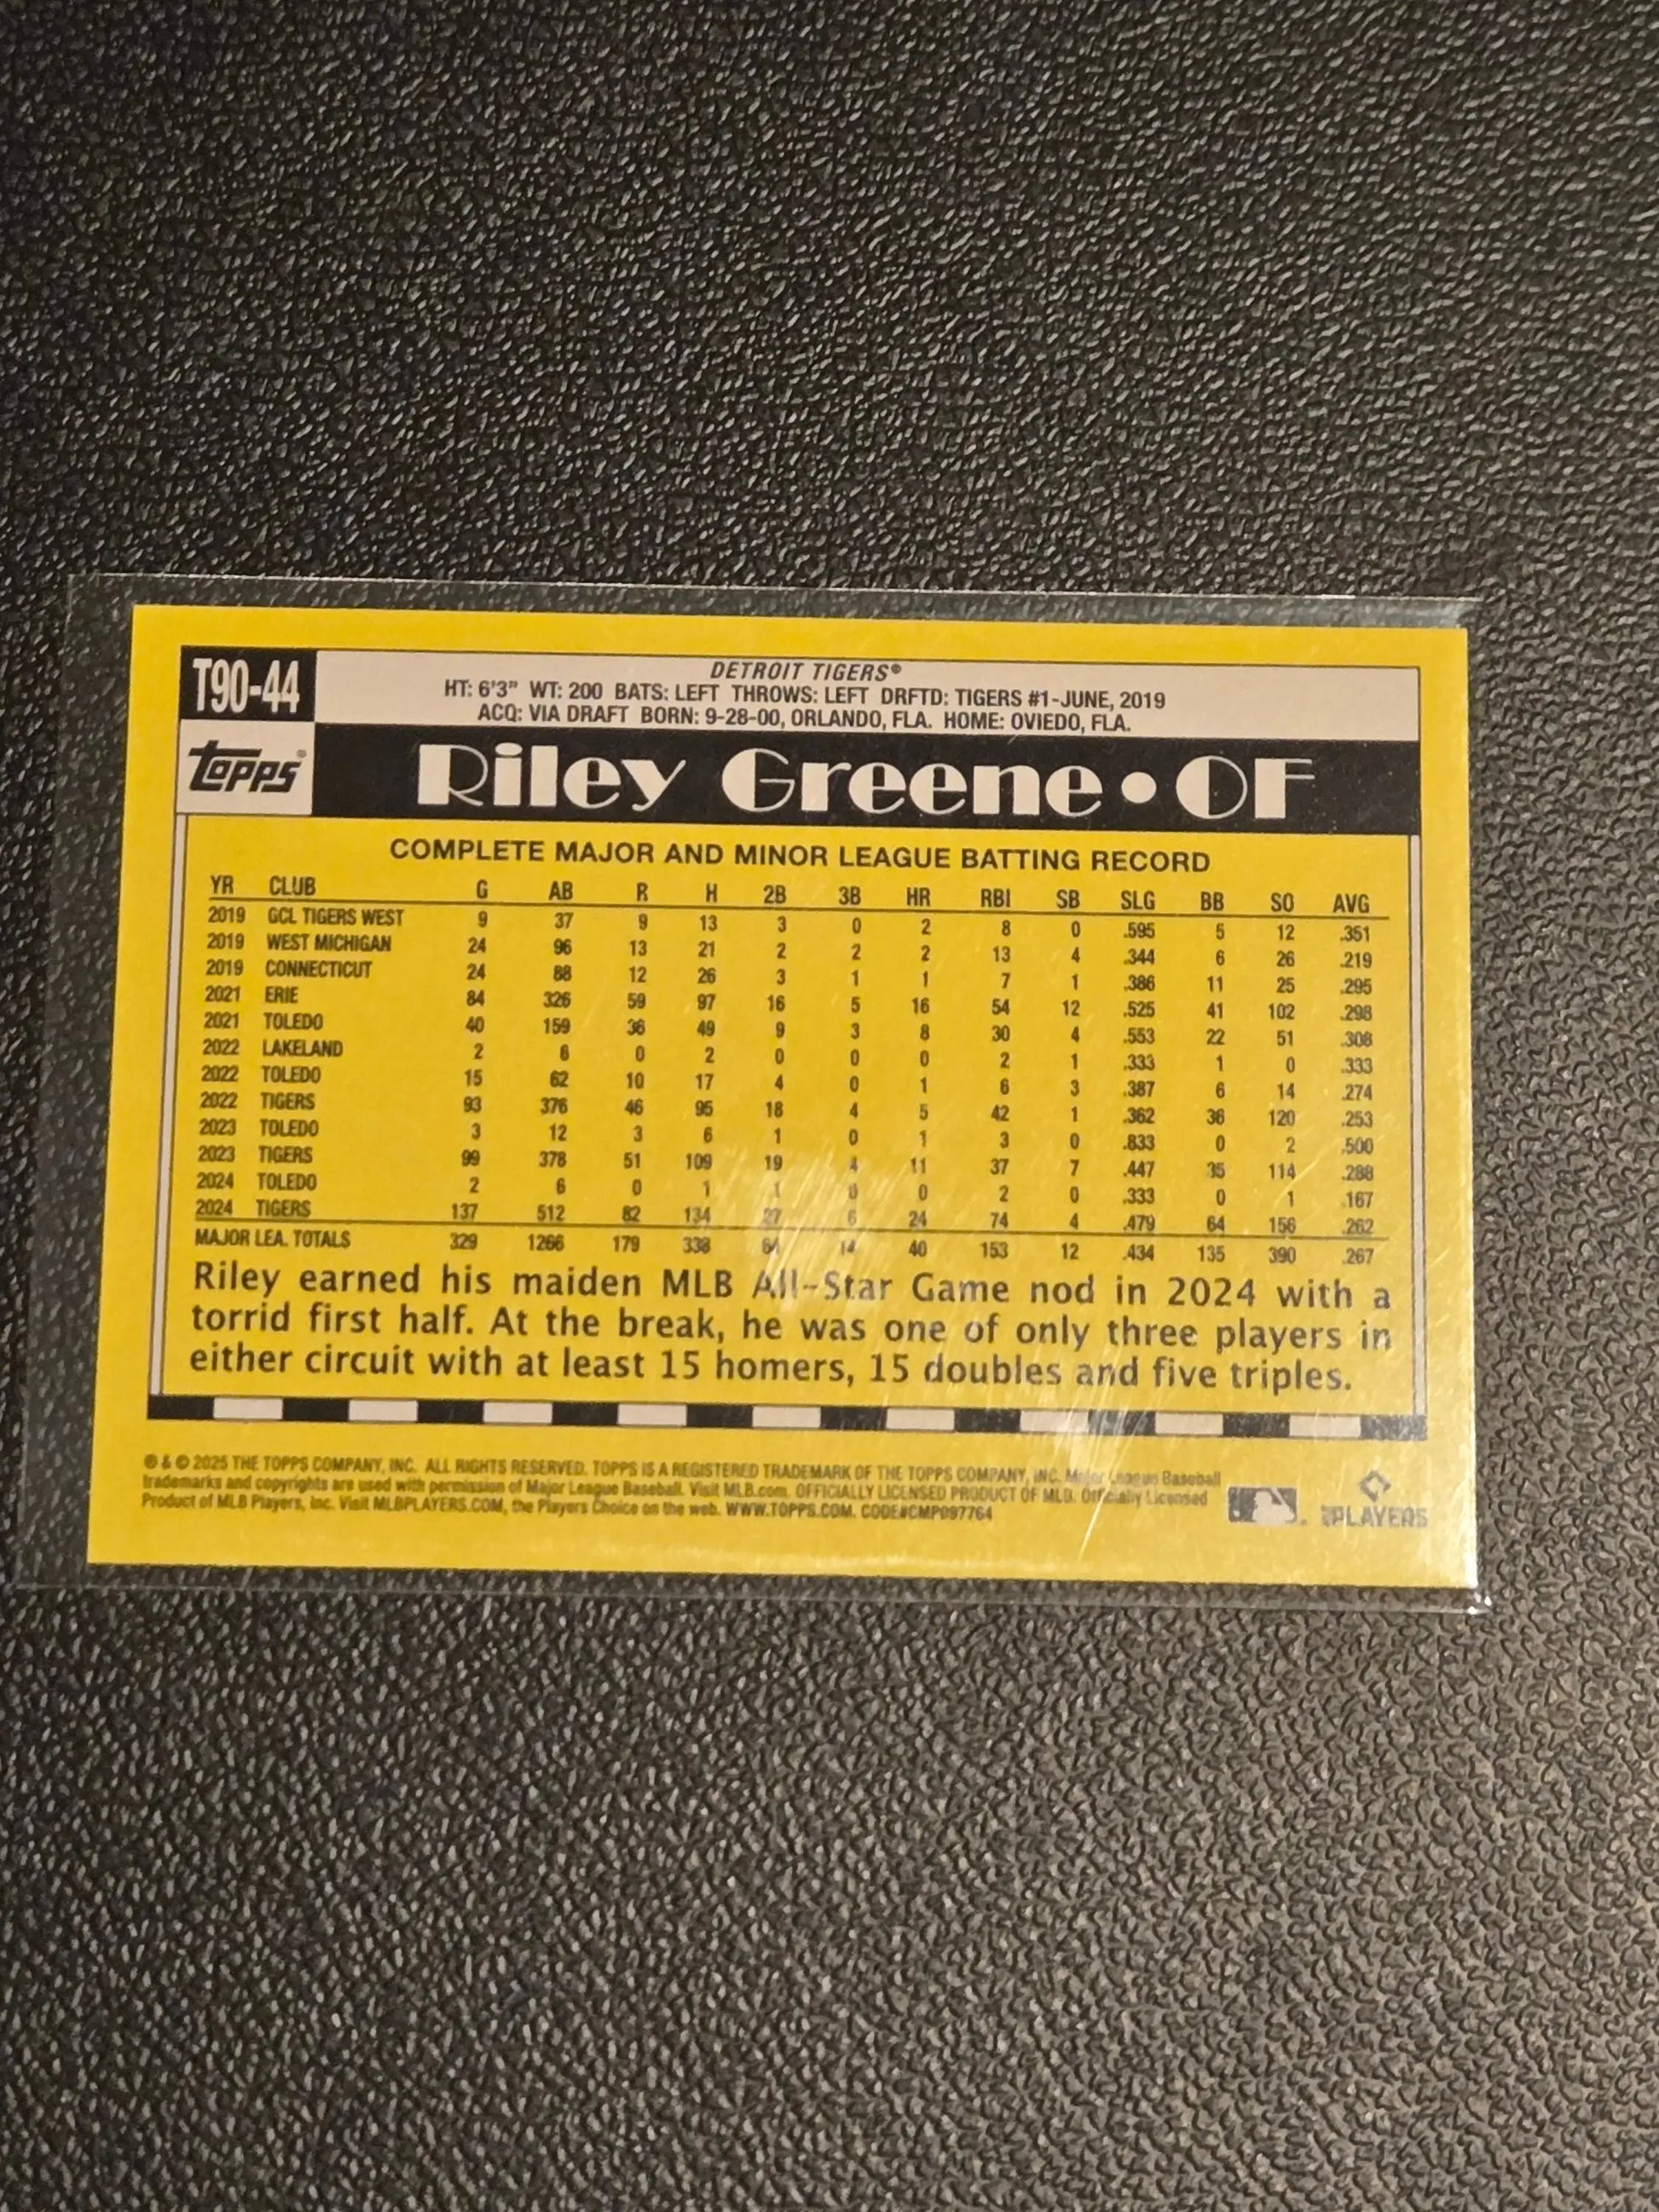 T90-44
DETROIT TIGERS®
HT: 6'3" WT: 200 BATS: LEFT THROWS: LEFT DRFTD: TIGERS #1-JUNE, 2019
ACQ: VIA DRAFT BORN: 9-28-00, ORLANDO, FLA. HOME: OVIEDO, FLA.
topps®
Riley Greene • OF
COMPLETE MAJOR AND MINOR LEAGUE BATTING RECORD
YR CLUB G AB R H 2B 3B HR RBI SB SLG BB SO AVG
2019 GCL TIGERS WEST 9 37 9 13 3 0 2 8 0 .595 5 12 .351
2019 WEST MICHIGAN 24 96 13 21 2 2 2 13 4 .344 6 26 .219
2019 CONNECTICUT 24 88 12 26 3 1 1 7 1 .386 11 25 .295
2021 ERIE 84 326 59 97 16 5 16 54 12 .525 41 102 .298
2021 TOLEDO 40 159 36 49 9 3 8 30 4 .553 22 51 .308
2022 LAKELAND 2 6 0 2 0 0 0 2 1 .333 1 0 .333
2022 TOLEDO 15 62 10 17 4 0 1 6 3 .387 6 14 .274
2022 TIGERS 93 376 46 95 18 4 5 42 1 .362 36 120 .253
2023 TOLEDO 3 12 3 6 1 0 1 3 0 .833 0 2 .500
2023 TIGERS 99 378 51 109 19 4 11 37 7 .447 35 114 .288
2024 TOLEDO 2 6 0 1 1 0 0 2 0 .333 0 1 .167
2024 TIGERS 137 512 82 134 27 6 24 74 4 .479 64 156 .262
MAJOR LEA. TOTALS 329 1266 179 338 64 14 40 153 12 .434 135 390 .267
Riley earned his maiden MLB All-Star Game nod in 2024 with a
torrid first half. At the break, he was one of only three players in
either circuit with at least 15 homers, 15 doubles and five triples.
® & © 2025 THE TOPPS COMPANY, INC. ALL RIGHTS RESERVED. TOPPS IS A REGISTERED TRADEMARK OF THE TOPPS COMPANY, INC. Major League Baseball
trademarks and copyrights are used with permission of Major League Baseball. Visit MLB.com. OFFICIALLY LICENSED PRODUCT OF MLB. Officially Licensed
Product of MLB Players, Inc. Visit MLBPLAYERS.COM, the Players Choice on the web. WWW.TOPPS.COM. CODE#CMP097764
PLAYERS